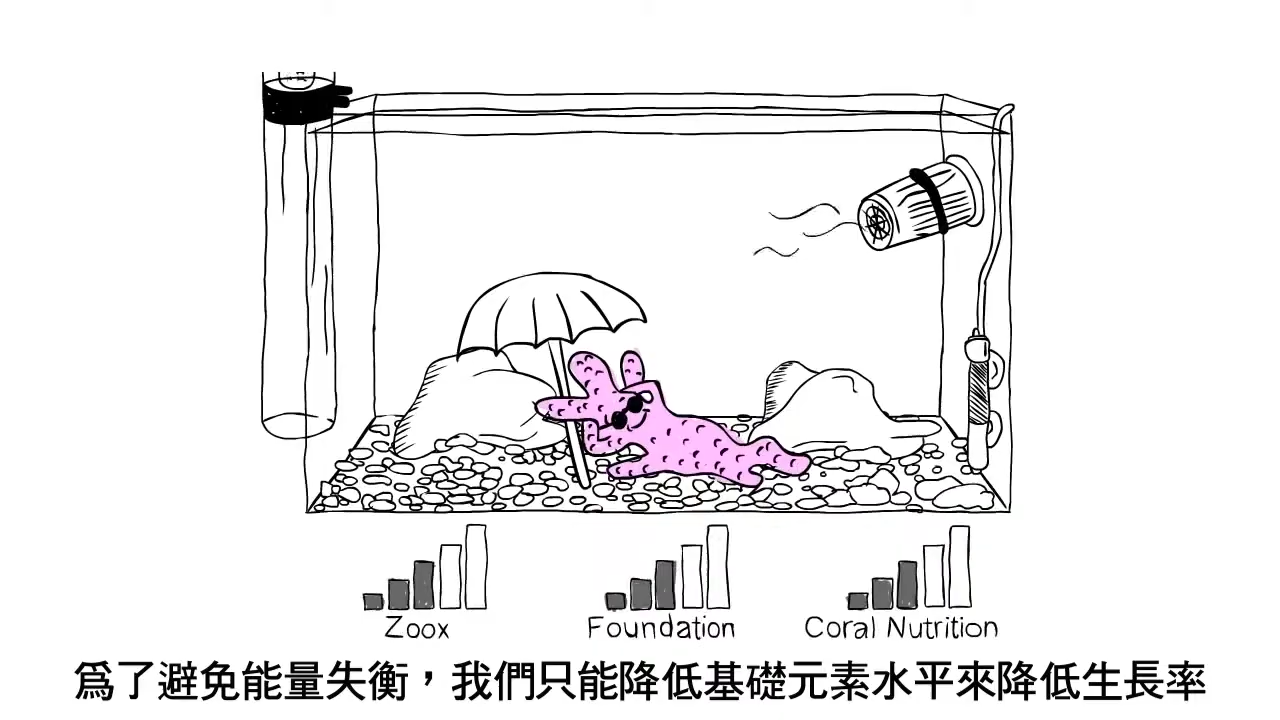 Zoox Foundation Coral Nutrition
爲了避免能量失衡，我們只能降低基礎元素水平來降低生長率